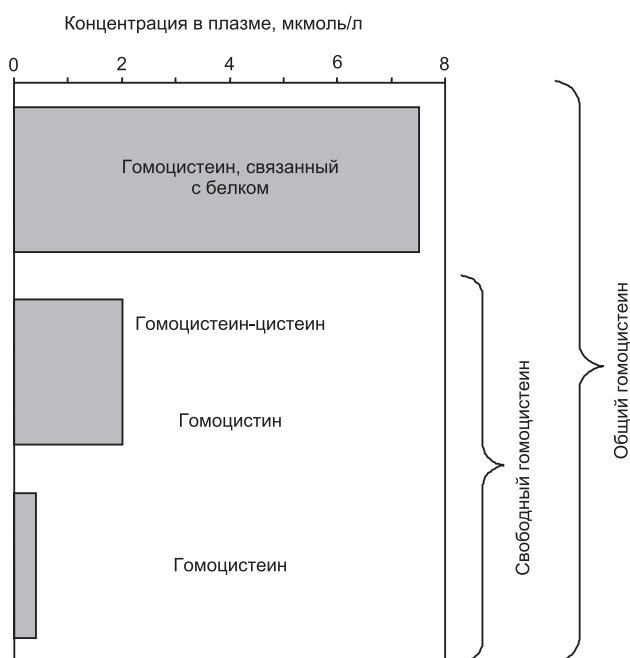 Концентрация в плазме, мкмоль/л
0 2 4 6 8
Гомоцистеин, связанный
с белком
Гомоцистеин-цистеин
Гомоцистин
Гомоцистеин
Свободный гомоцистеин
Общий гомоцистеин